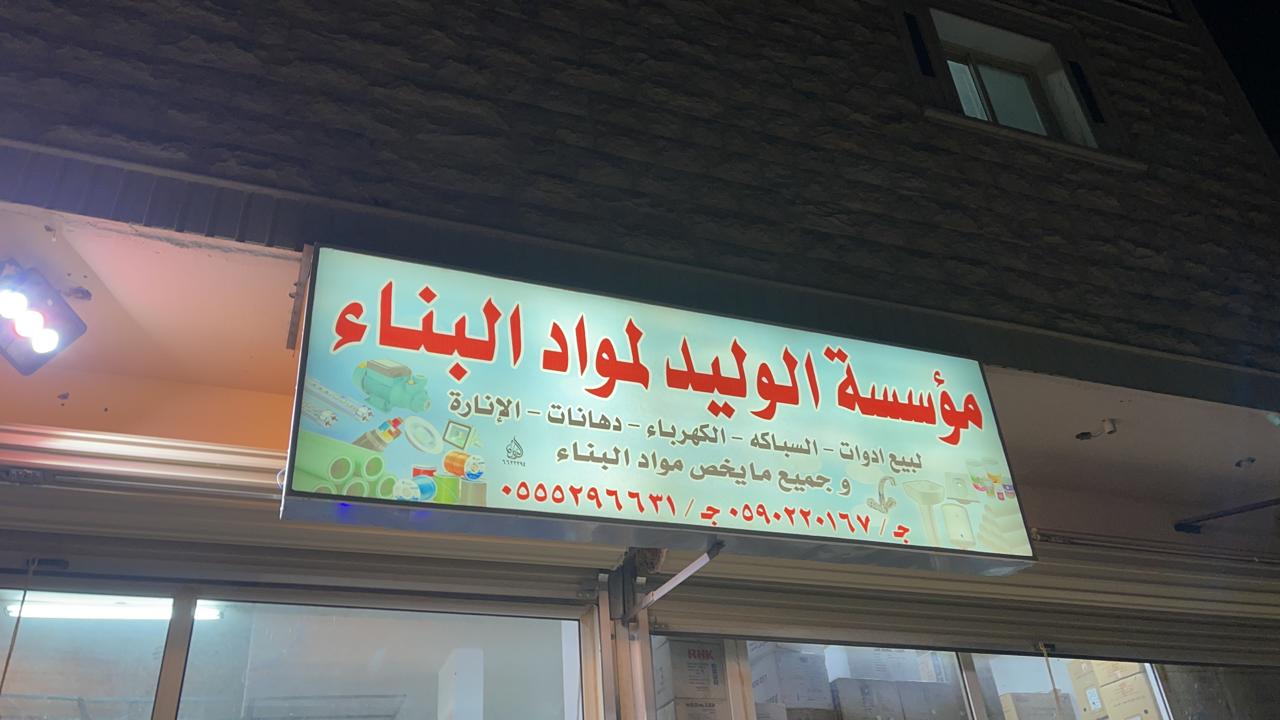 مؤسسة الوليد لمواد البناء
لبيع ادوات - السباكه - الكهرباء - دهانات - الإنارة
و جميع مايخص مواد البناء
ج / ٠٥٩٠٢٢٠١٦٧ ج / ٠٥٥٥٢٩٦٦٣١
RHK